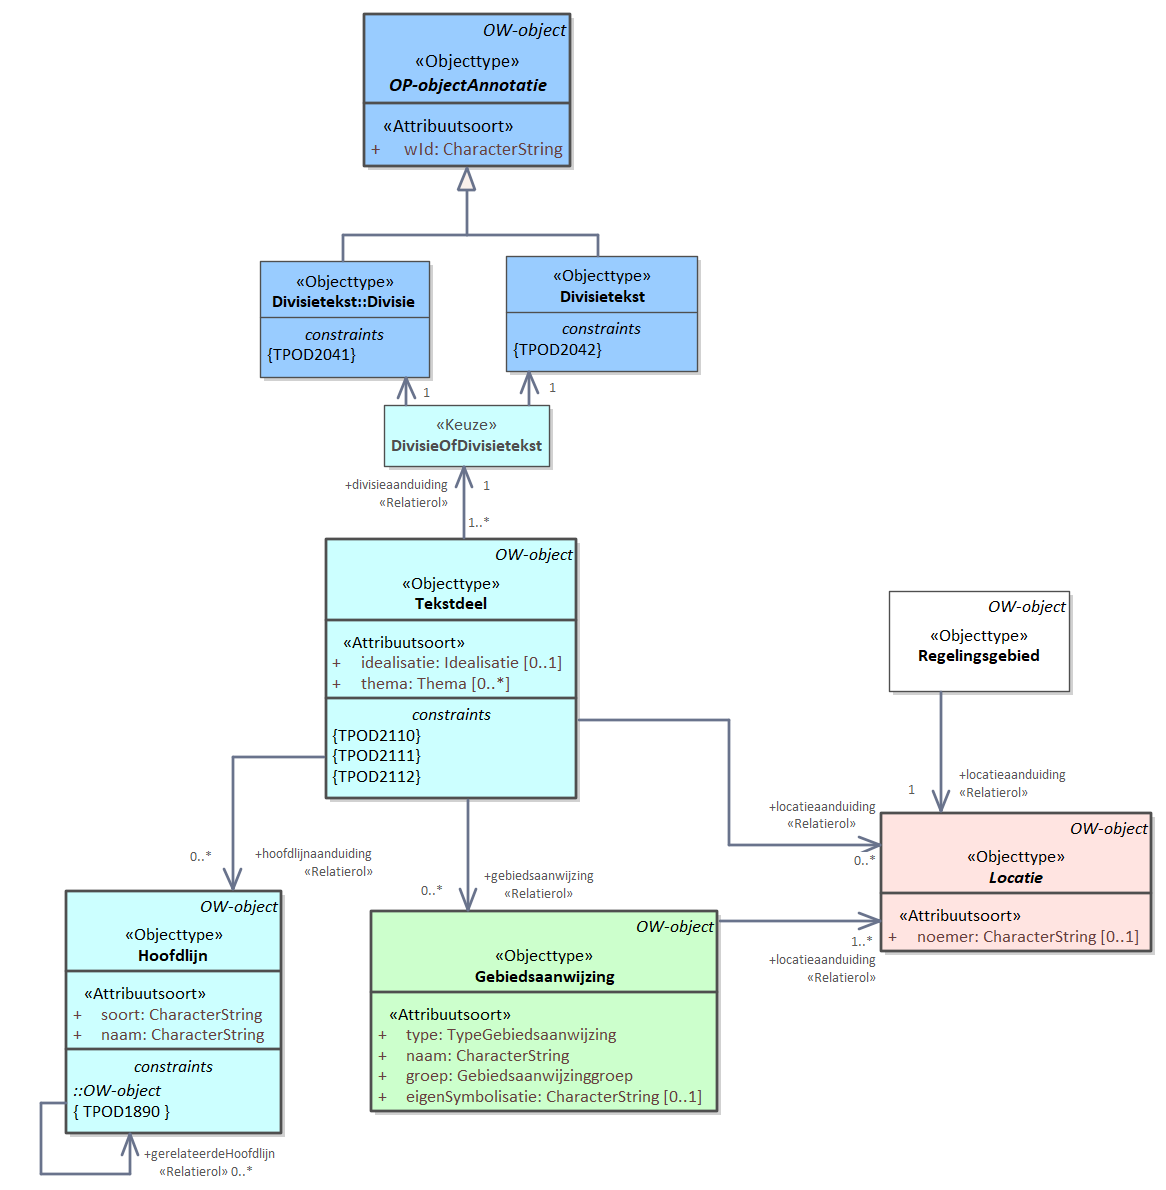 OW-object
«Objecttype»
OP-objectAnnotatie
«Attribuutsoort»
+ wId: CharacterString
«Objecttype»
Divisietekst::Divisie
constraints
{TPOD2041}
«Objecttype»
Divisietekst
constraints
{TPOD2042}
1
1
«Keuze»
DivisieOfDivisietekst
+divisieaanduiding
«Relatierol»
1
1..*
OW-object
«Objecttype»
Tekstdeel
«Attribuutsoort»
+ idealisatie: Idealisatie [0..1]
+ thema: Thema [0..*]
constraints
{TPOD2110}
{TPOD2111}
{TPOD2112}
OW-object
«Objecttype»
Regelingsgebied
+locatieaanduiding
«Relatierol»
1
+locatieaanduiding
«Relatierol»
0..*
OW-object
«Objecttype»
Locatie
«Attribuutsoort»
+ noemer: CharacterString [0..1]
0..*
+hoofdlijnaanduiding
«Relatierol»
0..*
+gebiedsaanwijzing
«Relatierol»
1..*
+locatieaanduiding
«Relatierol»
OW-object
«Objecttype»
Hoofdlijn
«Attribuutsoort»
+ soort: CharacterString
+ naam: CharacterString
constraints
::OW-object
{ TPOD1890 }
+gerelateerdeHoofdlijn
«Relatierol» 0..*
OW-object
«Objecttype»
Gebiedsaanwijzing
«Attribuutsoort»
+ type: TypeGebiedsaanwijzing
+ naam: CharacterString
+ groep: Gebiedsaanwijzinggroep
+ eigenSymbolisatie: CharacterString [0..1]